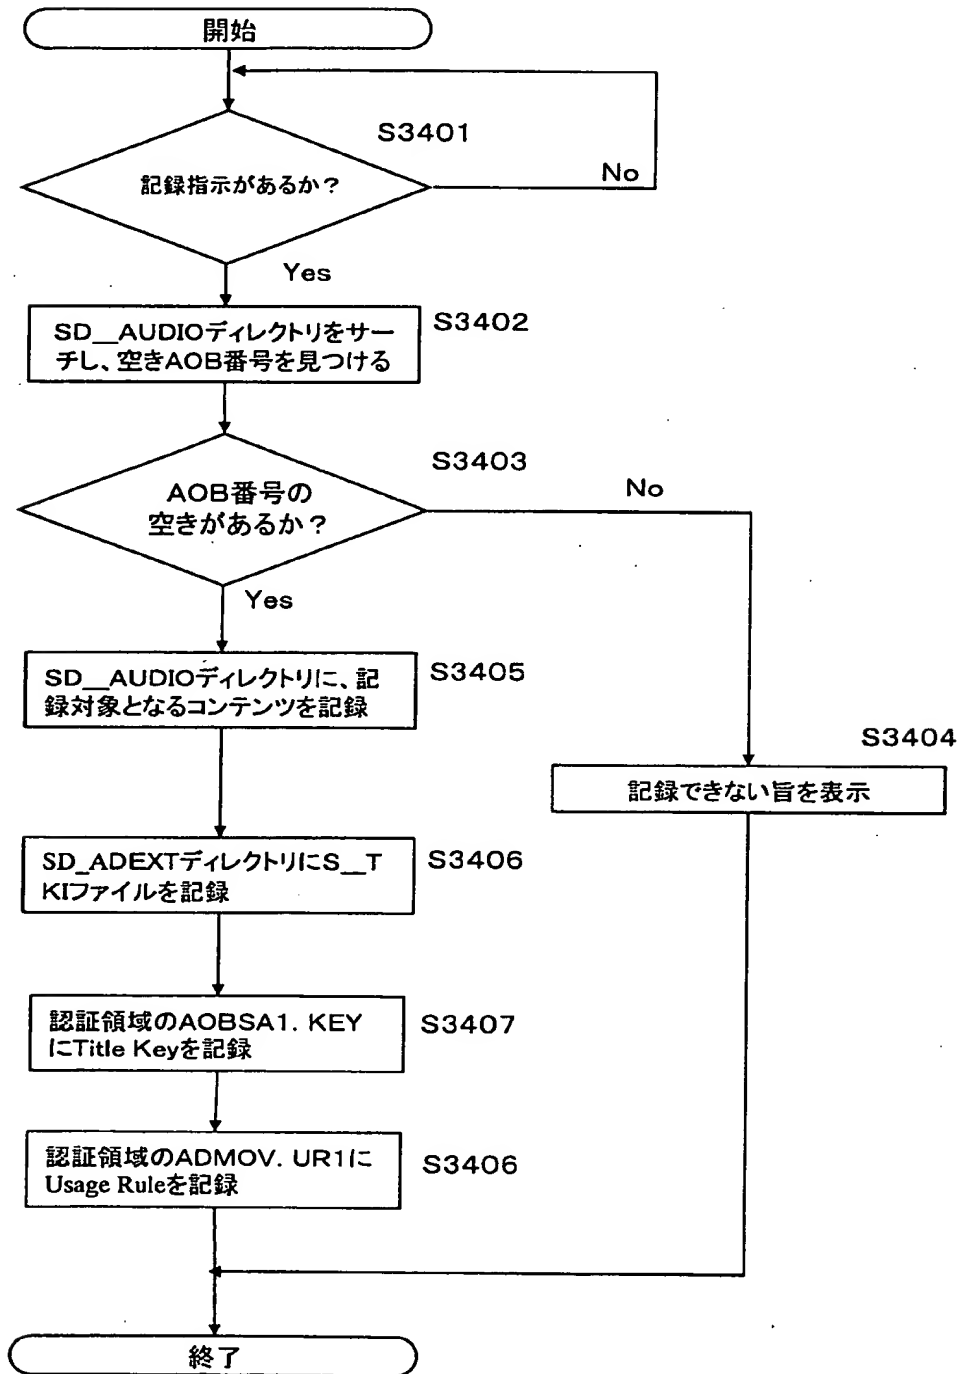 開始
S3401
記録指示があるか？
No
Yes
SD＿AUDIOディレクトリをサー
チし、空きAOB番号を見つける
S3402
S3403
AOB番号の
空きがあるか？
No
Yes
SD＿AUDIOディレクトリに、記
録対象となるコンテンツを記録
S3405
S3404
記録できない旨を表示
SD_ADEXTディレクトリにS＿T
KIファイルを記録
S3406
認証領域のAOBSA1．KEY
にTitle Keyを記録
S3407
認証領域のADMOV．UR1に
Usage Ruleを記録
S3406
終了